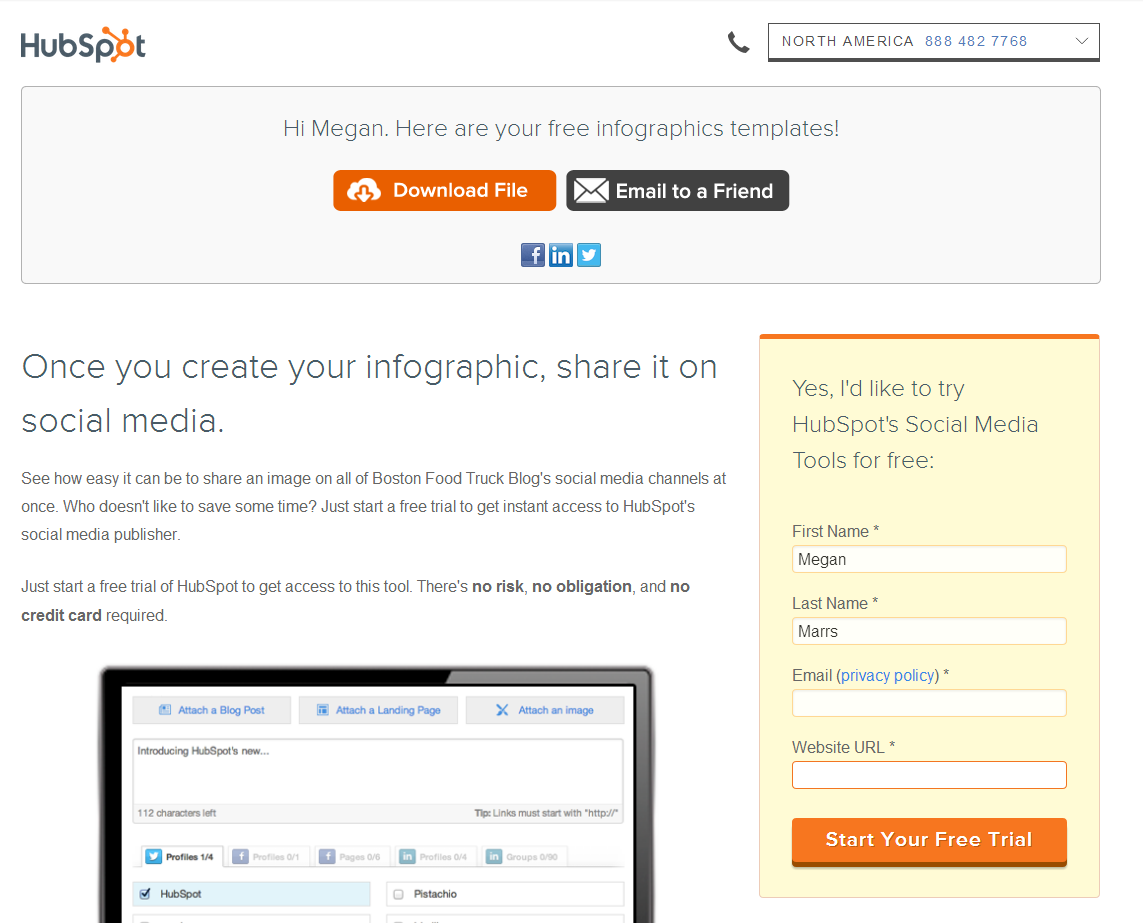 HubSpot
NORTH AMERICA 888 482 7768
Hi Megan. Here are your free infographics templates!
Download File
Email to a Friend
f in
Once you create your infographic, share it on
social media.
See how easy it can be to share an image on all of Boston Food Truck Blog's social media channels at
once. Who doesn't like to save some time? Just start a free trial to get instant access to HubSpot's
social media publisher.
Just start a free trial of HubSpot to get access to this tool. There's no risk, no obligation, and no
credit card required.
Attach a Blog Post
Attach a Landing Page
Attach an image
Introducing HubSpot's new...
112 characters left
Tip: Links must start with "http://"
Profiles 1/4
f Profiles 0/1
f Pages 0/6
in Profiles 0/4
in Groups 0/90
HubSpot
Pistachio
Yes, I'd like to try
HubSpot's Social Media
Tools for free:
First Name *
Megan
Last Name *
Marrs
Email (privacy policy) *
Website URL *
Start Your Free Trial